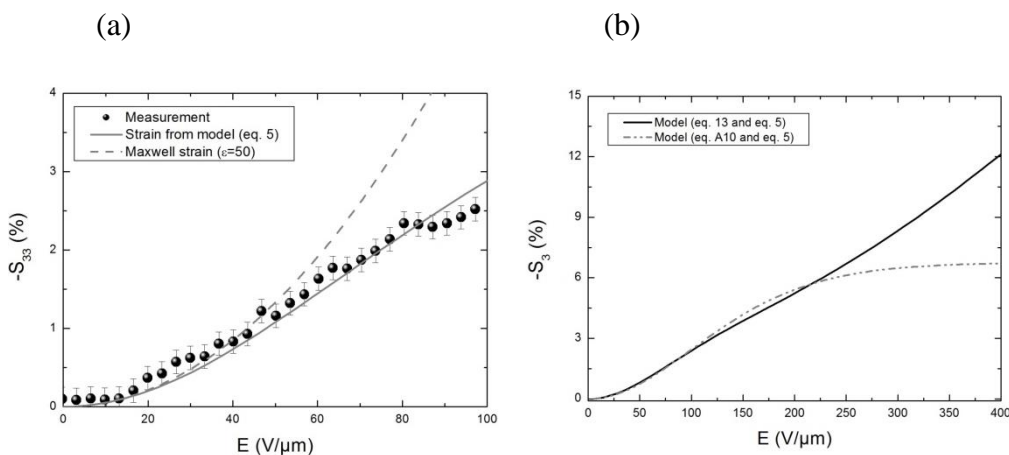 (a)
(b)
4
3
2
1
0
0 20 40 60 80 100
-S33 (%)
E (V/µm)
Measurement
Strain from model (eq. 5)
Maxwell strain (ε=50)
15
12
9
6
3
0
0 50 100 150 200 250 300 350 400
-S3 (%)
E (V/µm)
Model (eq. 13 and eq. 5)
Model (eq. A10 and eq. 5)